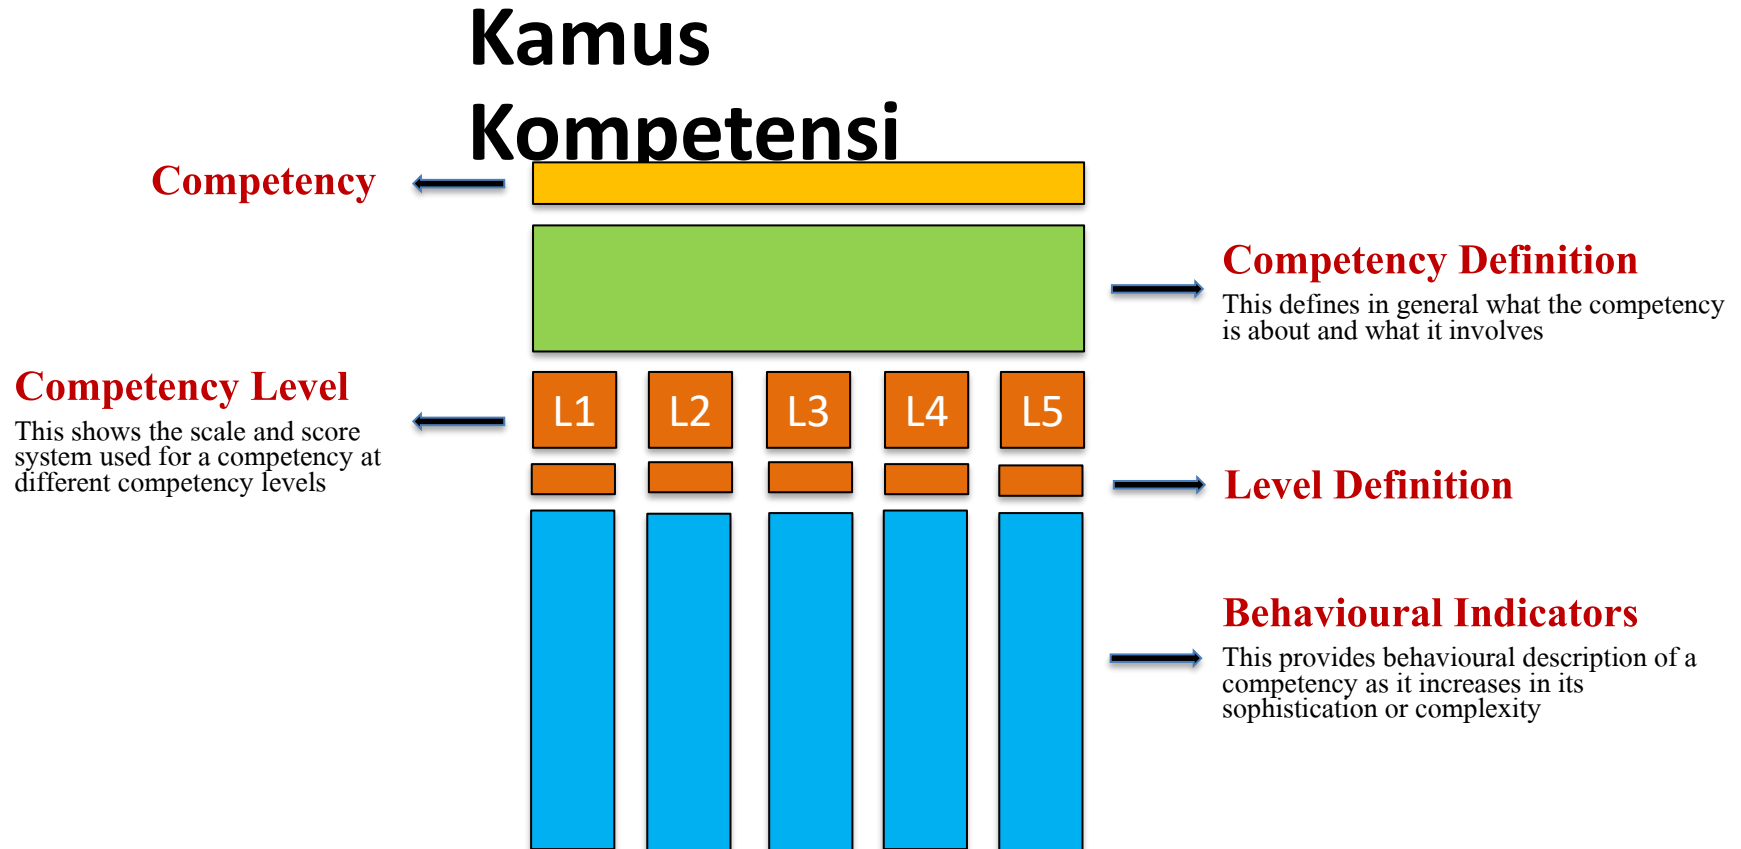 Kamus
Kompetensi
Competency
Competency Definition
This defines in general what the competency
is about and what it involves
Competency Level
This shows the scale and score
system used for a competency at
different competency levels
L1 L2 L3 L4 L5
Level Definition
Behavioural Indicators
This provides behavioural description of a
competency as it increases in its
sophistication or complexity